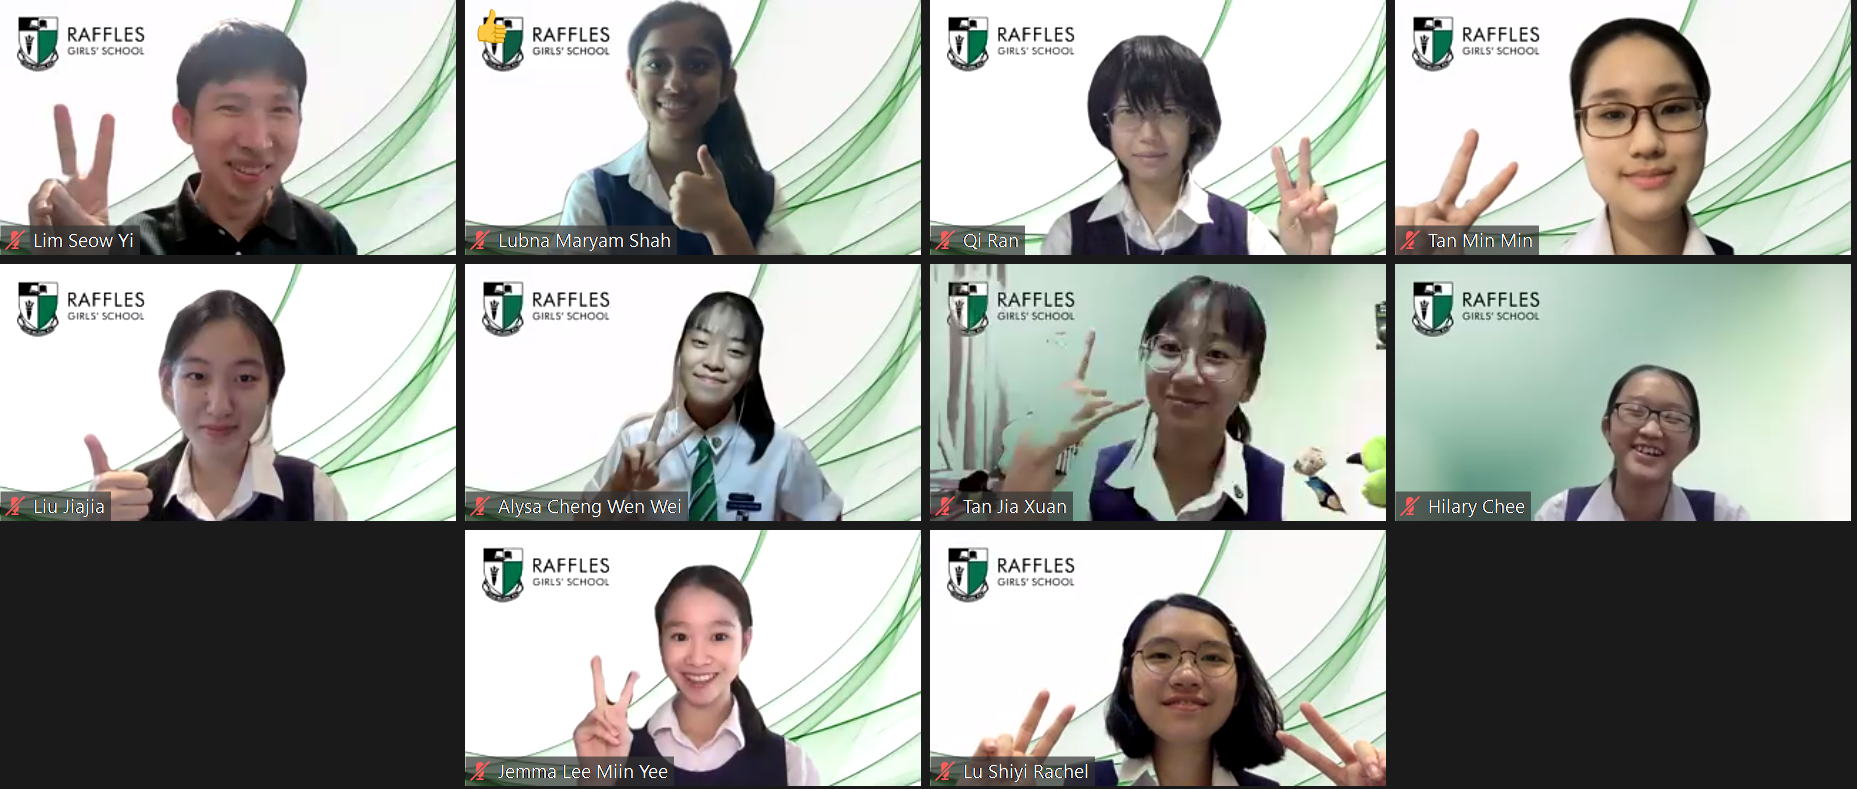 RAFFLES
GIRLS' SCHOOL
Lim Seow Yi
RAFFLES
GIRLS' SCHOOL
Lubna Maryam Shah
RAFFLES
GIRLS' SCHOOL
Qi Ran
RAFFLES
GIRLS' SCHOOL
Tan Min Min
RAFFLES
GIRLS' SCHOOL
Liu Jiajia
RAFFLES
GIRLS' SCHOOL
Alysa Cheng Wen Wei
RAFFLES
GIRLS' SCHOOL
Tan Jia Xuan
RAFFLES
GIRLS' SCHOOL
Hilary Chee
RAFFLES
GIRLS' SCHOOL
Jemma Lee Miin Yee
RAFFLES
GIRLS' SCHOOL
Lu Shiyi Rachel